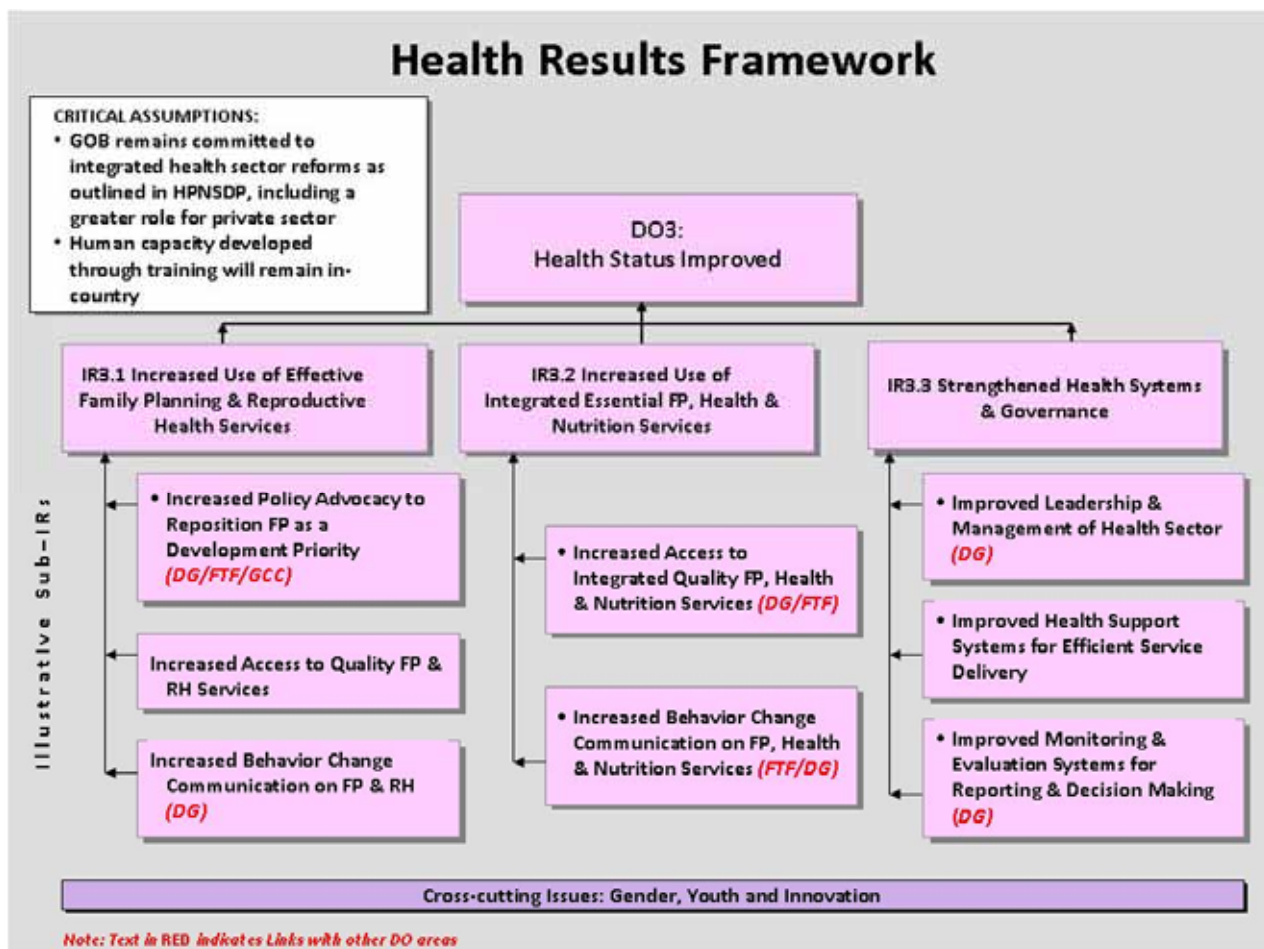 Health Results Framework
CRITICAL ASSUMPTIONS:
• GOB remains committed to
integrated health sector reforms as
outlined in HPNSDP, including a
greater role for private sector
• Human capacity developed
through training will remain in-
country
DO3:
Health Status Improved
IR3.1 Increased Use of Effective
Family Planning & Reproductive
Health Services
IR3.2 Increased Use of
Integrated Essential FP, Health &
Nutrition Services
IR3.3 Strengthened Health Systems
& Governance
Illustrative Sub-IRs
• Increased Policy Advocacy to
Reposition FP as a
Development Priority
(DG/FTF/GCC)
Increased Access to Quality FP &
RH Services
Increased Behavior Change
Communication on FP & RH
(DG)
• Increased Access to
Integrated Quality FP, Health
& Nutrition Services (DG/FTF)
• Increased Behavior Change
Communication on FP, Health
& Nutrition Services (FTF/DG)
• Improved Leadership &
Management of Health Sector
(DG)
• Improved Health Support
Systems for Efficient Service
Delivery
• Improved Monitoring &
Evaluation Systems for
Reporting & Decision Making
(DG)
Cross-cutting Issues: Gender, Youth and Innovation
Note: Text in RED indicates Links with other DO areas